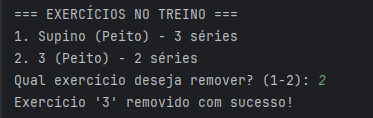 === EXERCÍCIOS NO TREINO ===
1. Supino (Peito) - 3 séries
2. 3 (Peito) - 2 séries
Qual exercício deseja remover? (1-2): 2
Exercício '3' removido com sucesso!